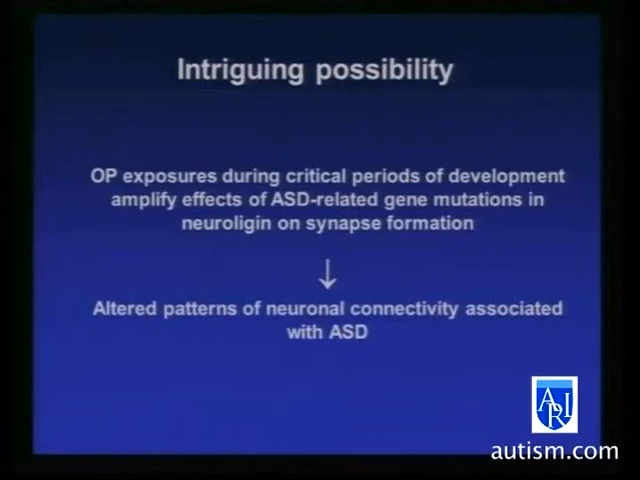 Intriguing possibility
OP exposures during critical periods of development
amplify effects of ASD-related gene mutations in
neuroligin on synapse formation
↓
Altered patterns of neuronal connectivity associated
with ASD
ARI
autism.com